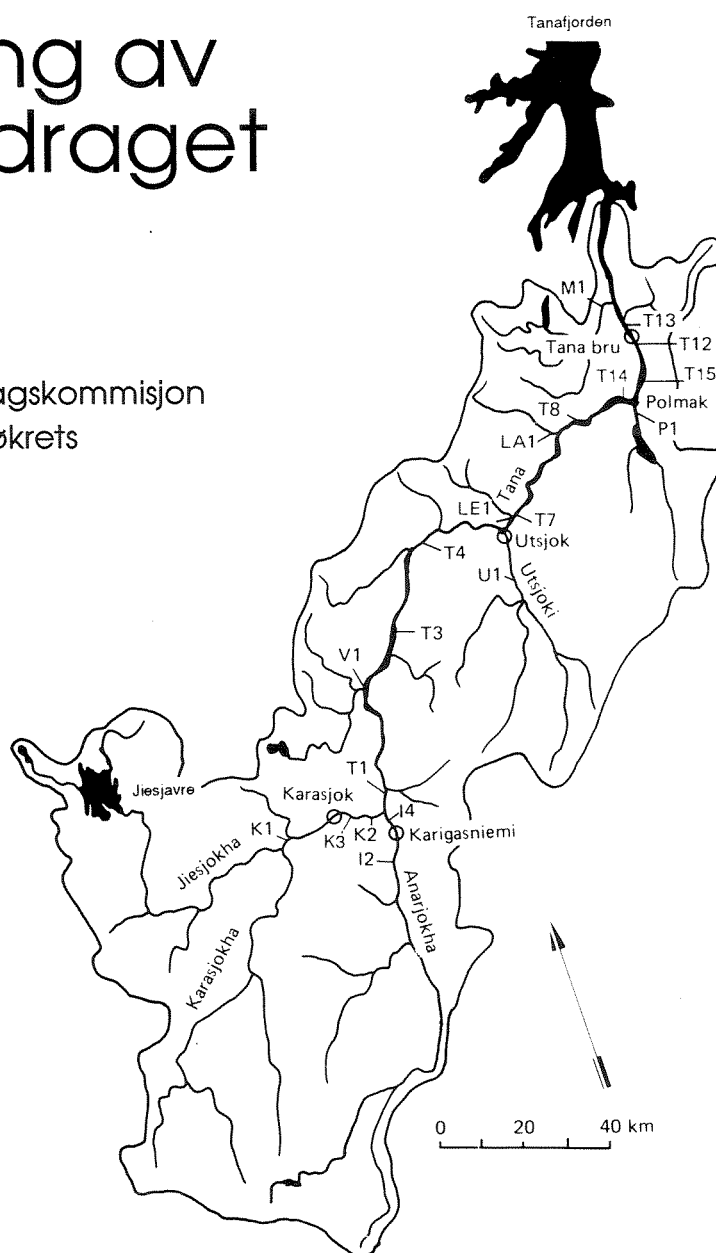 Tanafjorden
ng av
draget
M1
T13
Tana bru
T12
T14
T15
agskommisjon
T8
Polmak
økrets
LA1
P1
Tana
LE1
T7
Utsjok
T4
U1
Utsjoki
T3
V1
T1
Jiesjavre
Karasjok
I4
K1
K3
K2
Karigasniemi
I2
Jiesjokha
Anarjokha
Karasjokha
0 20 40 km